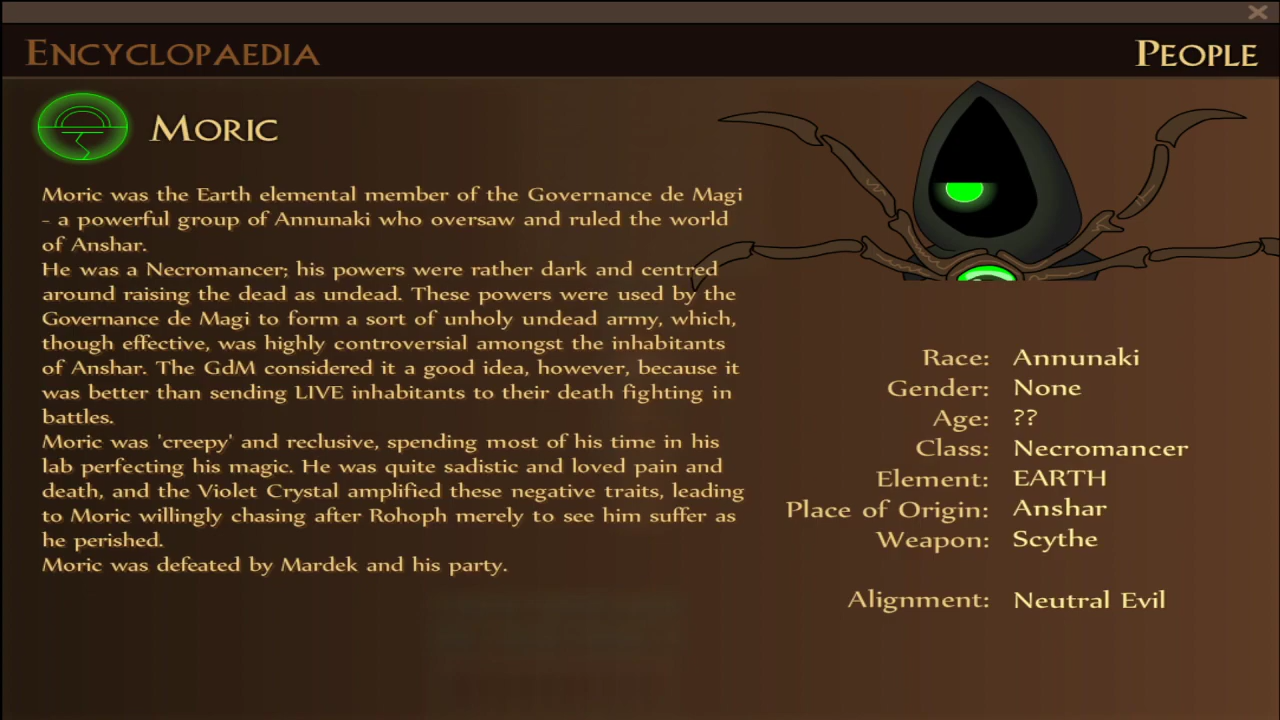 ENCYCLOPAEDIA
PEOPLE
MORIC
Moric was the Earth elemental member of the Governance de Magi
- a powerful group of Annunaki who oversaw and ruled the world
of Anshar.
He was a Necromancer; his powers were rather dark and centred
around raising the dead as undead. These powers were used by the
Governance de Magi to form a sort of unholy undead army, which,
though effective, was highly controversial amongst the inhabitants
of Anshar. The GdM considered it a good idea, however, because it
was better than sending LIVE inhabitants to their death fighting in
battles.
Moric was 'creepy' and reclusive, spending most of his time in his
lab perfecting his magic. He was quite sadistic and loved pain and
death, and the Violet Crystal amplified these negative traits, leading
to Moric willingly chasing after Rohoph merely to see him suffer as
he perished.
Moric was defeated by Mardek and his party.
Race: Annunaki
Gender: None
Age: ??
Class: Necromancer
Element: EARTH
Place of Origin: Anshar
Weapon: Scythe
Alignment: Neutral Evil